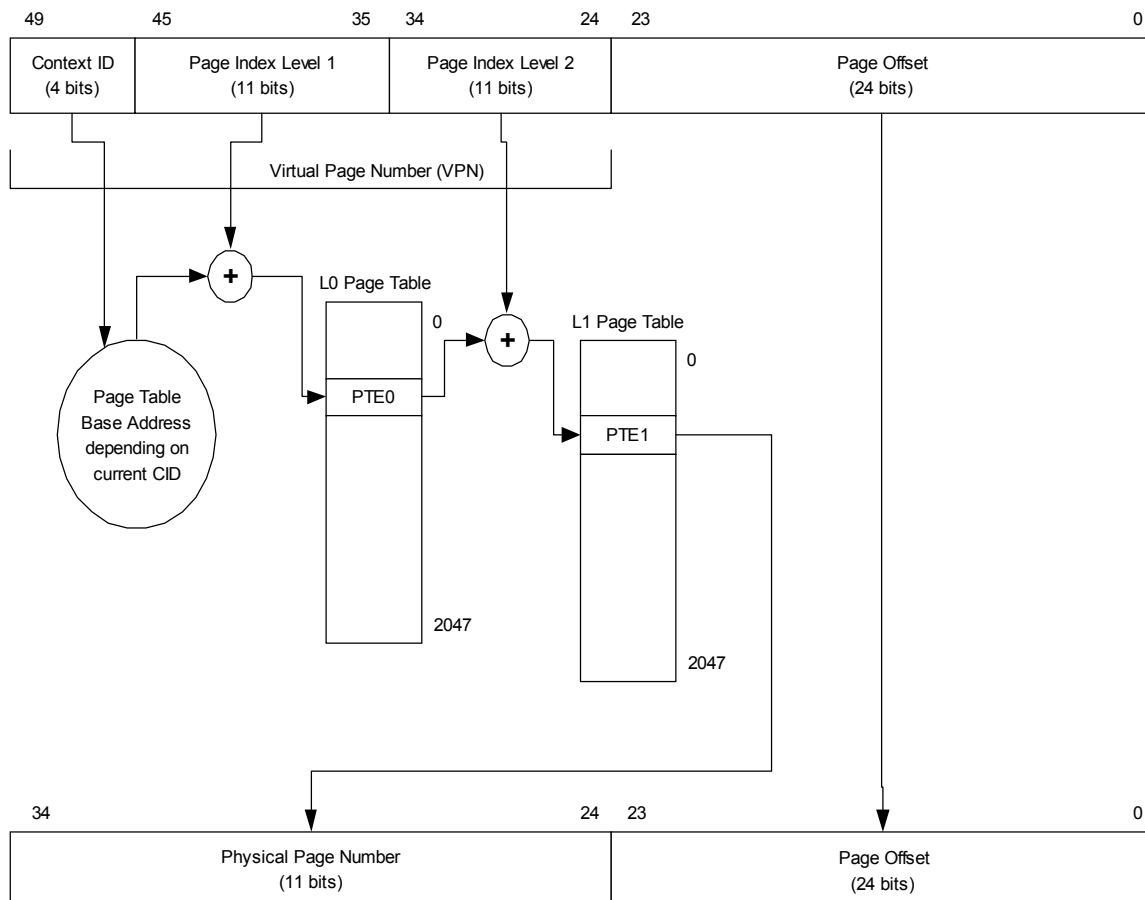 49 45 35 34 24 23 0
Context ID
(4 bits)
Page Index Level 1
(11 bits)
Page Index Level 2
(11 bits)
Page Offset
(24 bits)
Virtual Page Number (VPN)
+
L0 Page Table
0
PTE0
2047
+
L1 Page Table
0
PTE1
2047
Page Table
Base Address
depending on
current CID
34 24 23 0
Physical Page Number
(11 bits)
Page Offset
(24 bits)